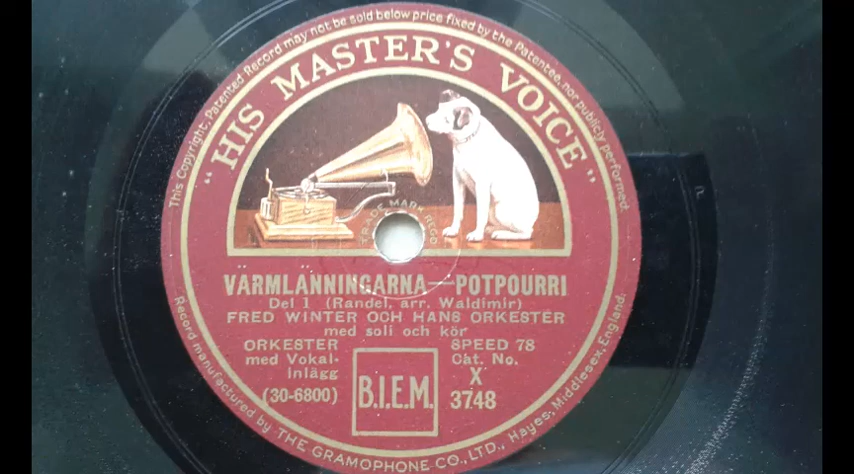 This Copyright, Patented Record may not be sold below price fixed by the Patentee, nor publicly performed
"HIS MASTER'S VOICE"
TRADE MARK REGD
VÄRMLÄNNINGARNA—POTPOURRI
Del 1 (Randel, arr. Waldimir)
FRED WINTER OCH HANS ORKESTER
med soli och kör
ORKESTER
med Vokal-
inlägg
(30-6800)
B.I.E.M.
SPEED 78
Cat. No.
X
3748
Record manufactured by THE GRAMOPHONE CO., LTD., Hayes, Middlesex, England.